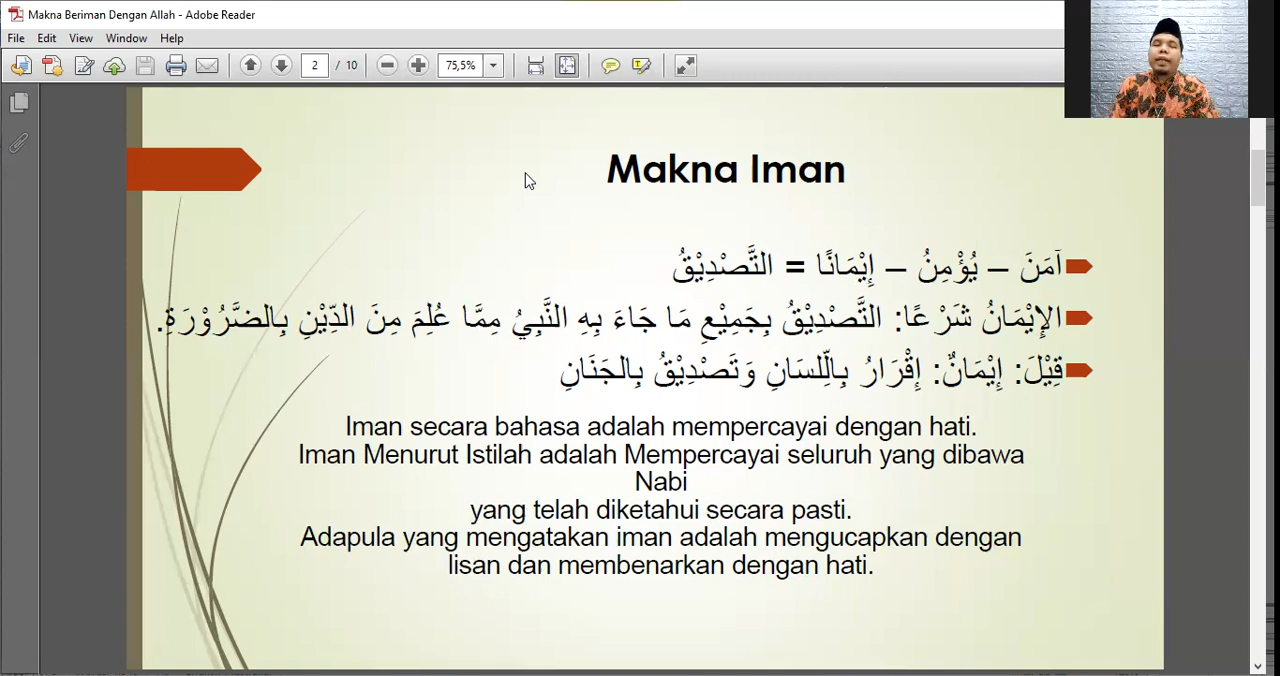 Makna Beriman Dengan Allah - Adobe Reader
File Edit View Window Help
2 / 10 75,5%
Makna Iman
آمَنَ – يُؤْمِنُ – إِيْمَانًا = التَّصْدِيْقُ
الإِيْمَانُ شَرْعًا: التَّصْدِيْقُ بِجَمِيْعِ مَا جَاءَ بِهِ النَّبِيُ مِمَّا عُلِمَ مِنَ الدِّيْنِ بِالضَّرُوْرَةِ.
قِيْلَ: إِيْمَانٌ: إِقْرَارُ بِالِّلسَانِ وَتَصْدِيْقُ بِالجَنَانِ
Iman secara bahasa adalah mempercayai dengan hati.
Iman Menurut Istilah adalah Mempercayai seluruh yang dibawa
Nabi
yang telah diketahui secara pasti.
Adapula yang mengatakan iman adalah mengucapkan dengan
lisan dan membenarkan dengan hati.